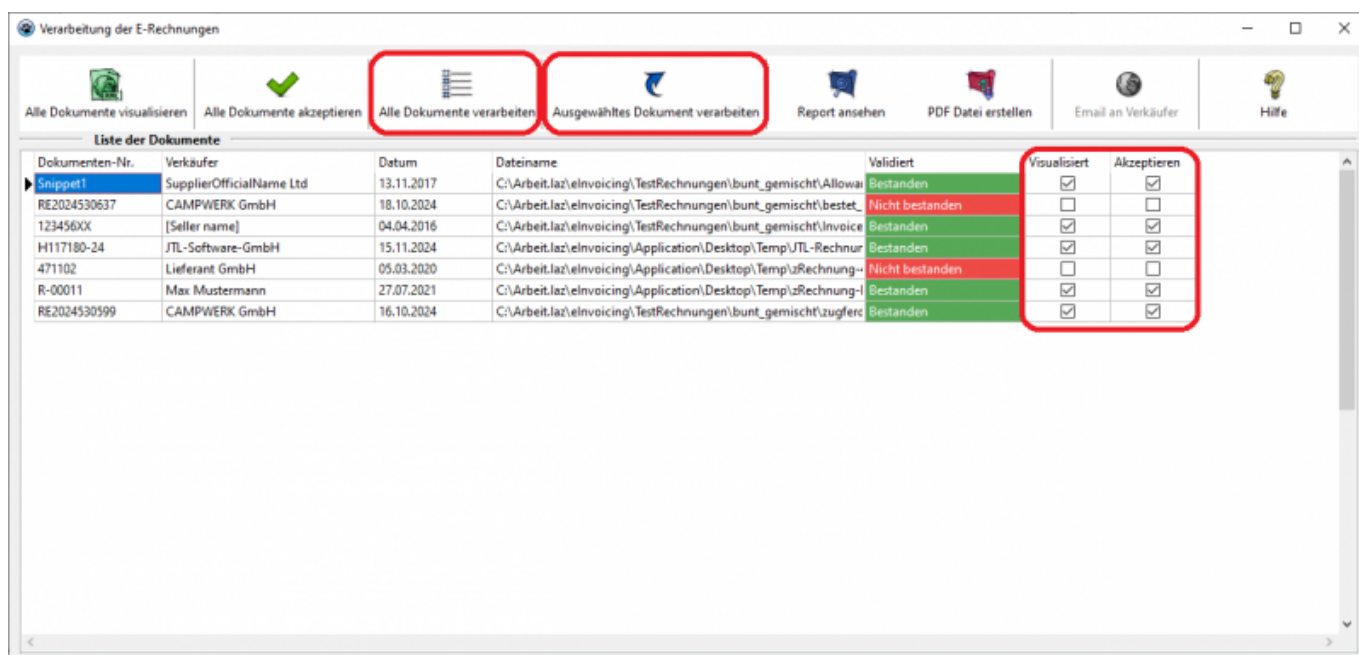 Verarbeitung der E-Rechnungen
Alle Dokumente visualisieren Alle Dokumente akzeptieren Alle Dokumente verarbeiten Ausgewähltes Dokument verarbeiten Report ansehen PDF Datei erstellen Email an Verkäufer Hilfe
Liste der Dokumente
Dokumenten-Nr. Verkäufer Datum Dateiname Validiert Visualisiert Akzeptieren
Snippet1 SupplierOfficialName Ltd 13.11.2017 C:\Arbeit.laz\eInvoicing\TestRechnungen\bunt_gemischt\Allowa Bestanden
RE2024530637 CAMPWERK GmbH 18.10.2024 C:\Arbeit.laz\eInvoicing\TestRechnungen\bunt_gemischt\bestet_ Nicht bestanden
123456XX [Seller name] 04.04.2016 C:\Arbeit.laz\eInvoicing\TestRechnungen\bunt_gemischt\Invoice Bestanden
H117180-24 JTL-Software-GmbH 15.11.2024 C:\Arbeit.laz\eInvoicing\Application\Desktop\Temp\JTL-Rechnur Bestanden
471102 Lieferant GmbH 05.03.2020 C:\Arbeit.laz\eInvoicing\Application\Desktop\Temp\zRechnung-- Nicht bestanden
R-00011 Max Mustermann 27.07.2021 C:\Arbeit.laz\eInvoicing\Application\Desktop\Temp\zRechnung-I Bestanden
RE2024530599 CAMPWERK GmbH 16.10.2024 C:\Arbeit.laz\eInvoicing\TestRechnungen\bunt_gemischt\zugferc Bestanden